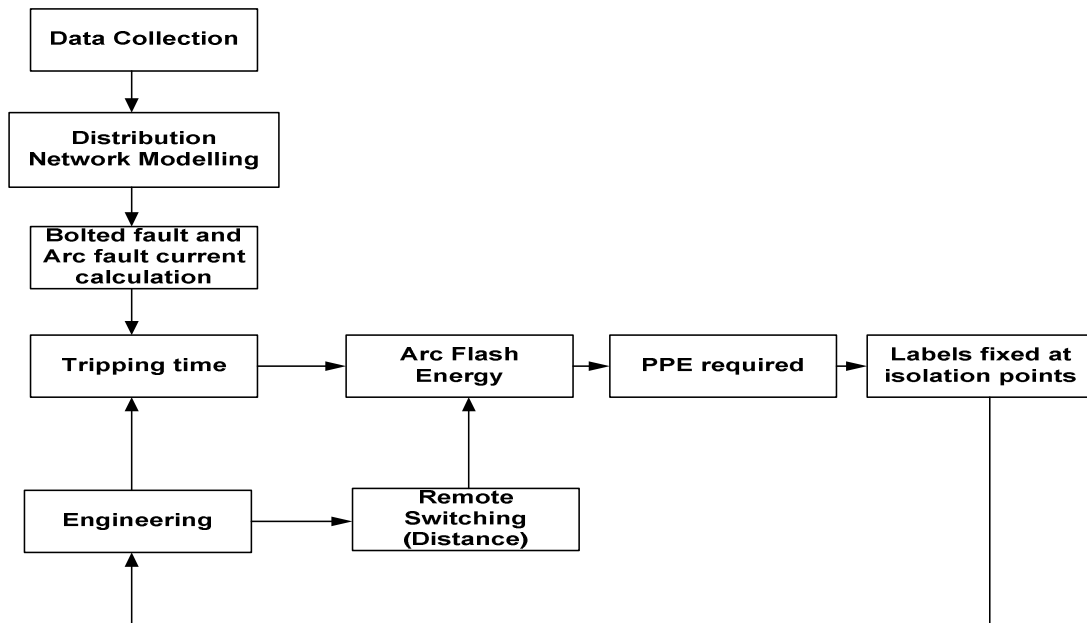 Data Collection
Distribution
Network Modelling
Bolted fault and
Arc fault current
calculation
Tripping time
Arc Flash
Energy
PPE required
Labels fixed at
isolation points
Engineering
Remote
Switching
(Distance)